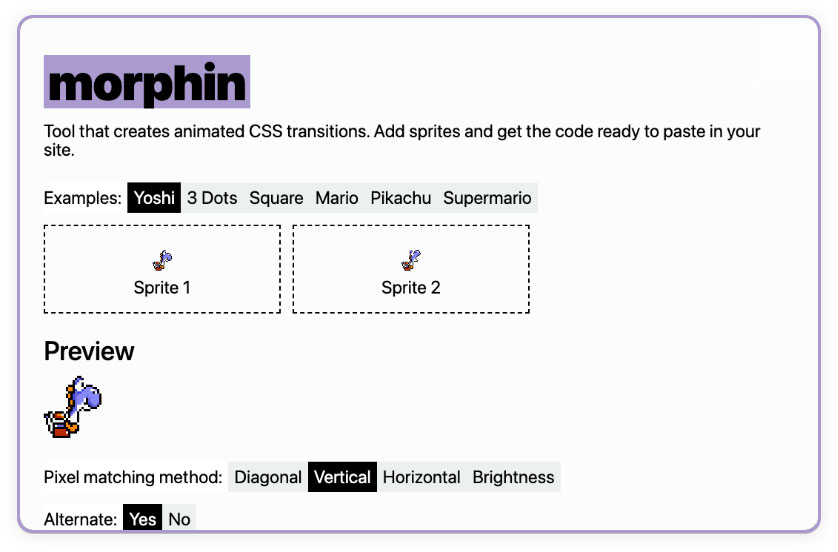 morphin
Tool that creates animated CSS transitions. Add sprites and get the code ready to paste in your
site.
Examples: Yoshi 3 Dots Square Mario Pikachu Supermario
Sprite 1 Sprite 2
Preview
Pixel matching method: Diagonal Vertical Horizontal Brightness
Alternate: Yes No